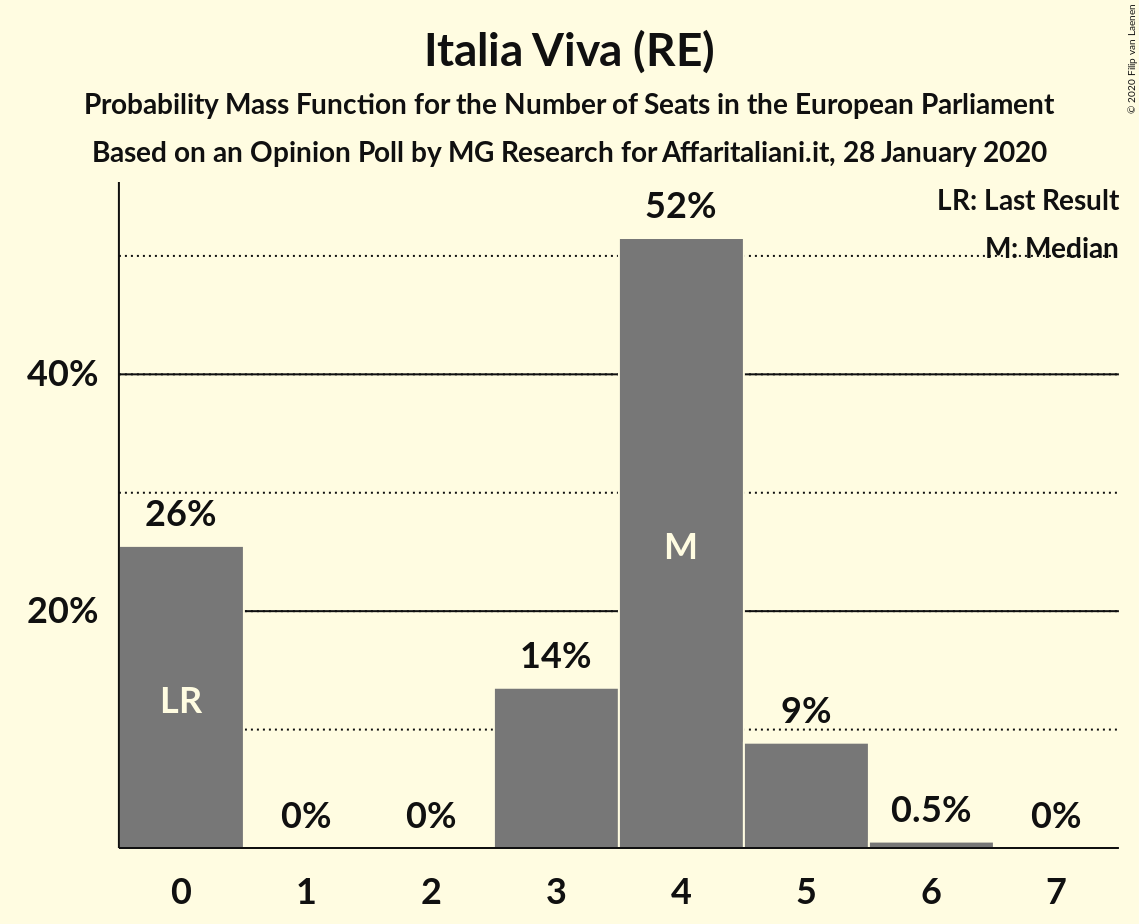 Italia Viva (RE)
Probability Mass Function for the Number of Seats in the European Parliament
Based on an Opinion Poll by MG Research for Affaritaliani.it, 28 January 2020
© 2020 Filip van Laenen
LR: Last Result
M: Median
52%
40%
26%
M
20%
14%
LR
9%
0%
0%
0.5%
0%
0
1
2
3
4
5
6
7